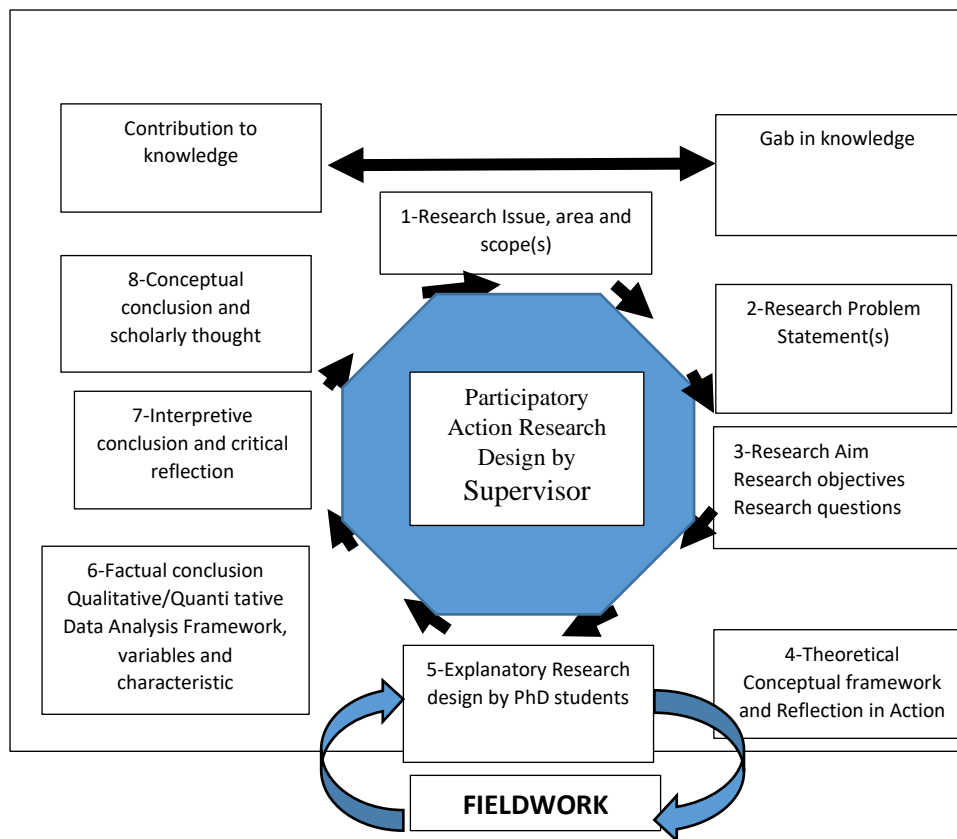 Contribution to
knowledge
Gab in knowledge
1-Research Issue, area and
scope(s)
8-Conceptual
conclusion and
scholarly thought
2-Research Problem
Statement(s)
Participatory
Action Research
Design by
Supervisor
7-Interpretive
conclusion and critical
reflection
3-Research Aim
Research objectives
Research questions
6-Factual conclusion
Qualitative/Quanti tative
Data Analysis Framework,
variables and
characteristic
5-Explanatory Research
design by PhD students
4-Theoretical
Conceptual framework
and Reflection in Action
FIELDWORK